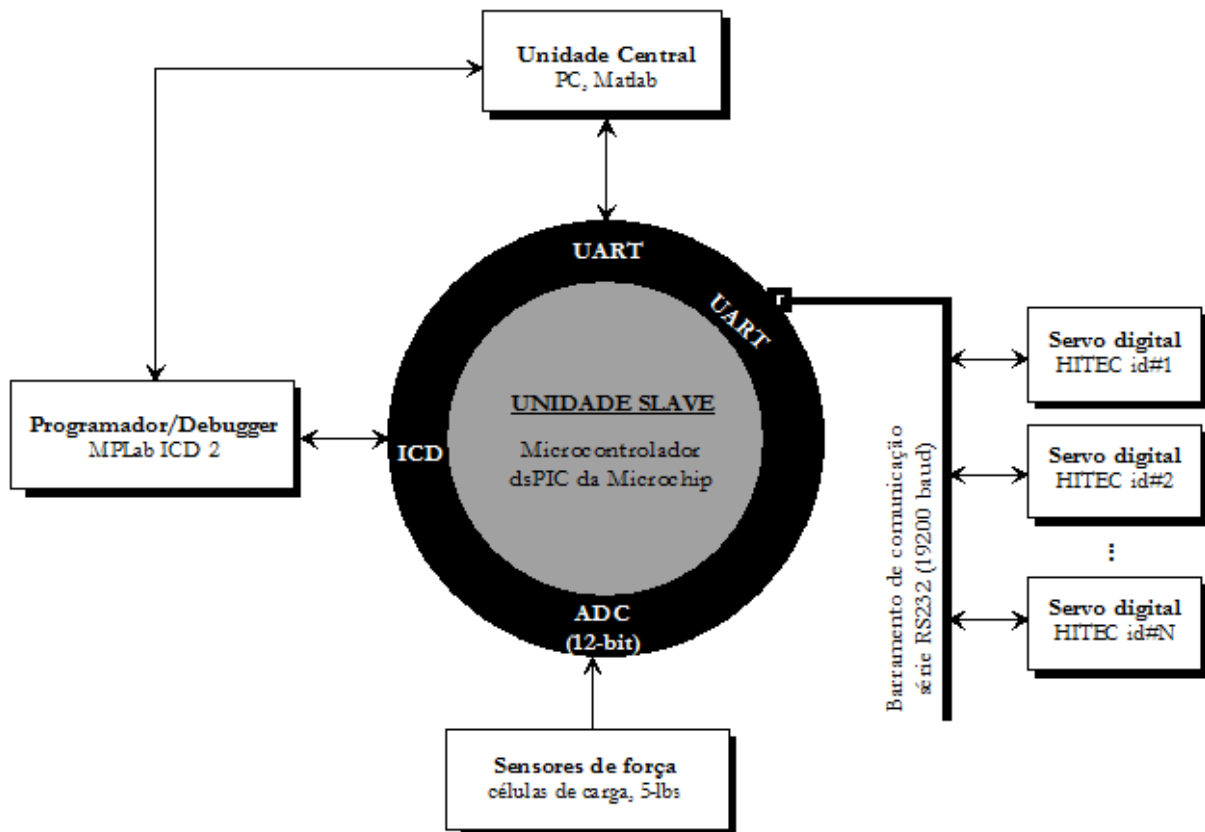 Unidade Central
PC, Matlab
UART
UART
Servo digital
HITEC id#1
Programador/Debugger
MPLab ICD 2
ICD
UNIDADE SLAVE
Microcontrolador
dsPIC da Microchip
Barramento de comunicação
série RS232 (19200 baud)
Servo digital
HITEC id#2
...
Servo digital
HITEC id#N
ADC
(12-bit)
Sensores de força
células de carga, 5-lbs